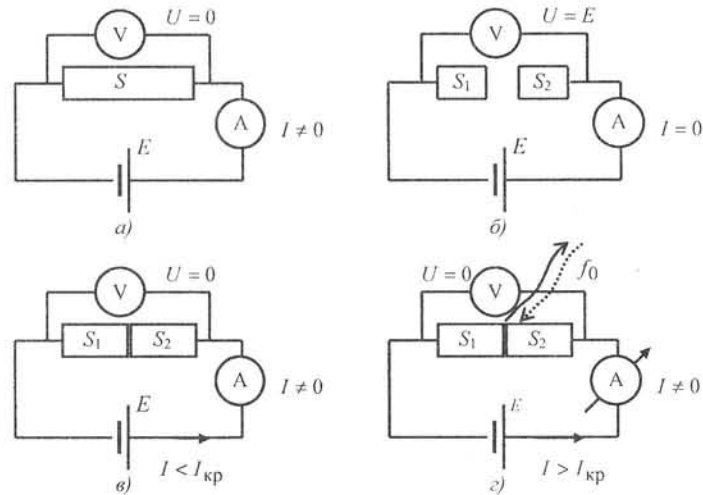 U = 0
V
S
A
I ≠ 0
E
а)
U = E
V
S₁ S₂
A
I = 0
E
б)
U = 0
V
S₁ S₂
A
I ≠ 0
E
I < Iкр
в)
U = 0
V
f₀
S₁ S₂
A
I ≠ 0
E
I > Iкр
г)